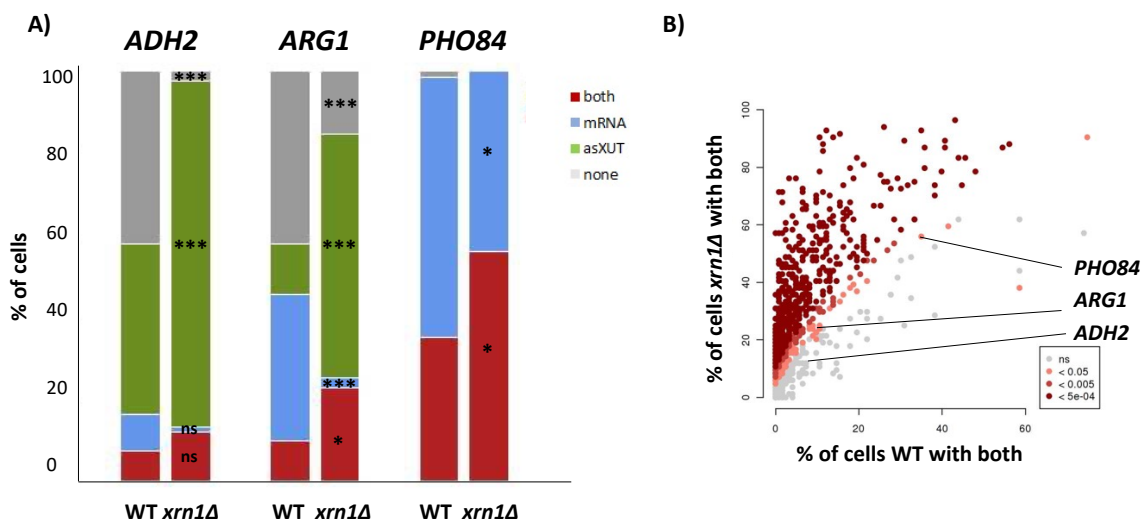 A)
ADH2
ARG1
PHO84
% of cells
100
80
60
40
20
0
***
***
ns
ns
***
***
***
*
*
*
WT xrn1Δ
WT xrn1Δ
WT xrn1Δ
both
mRNA
asXUT
none
B)
% of cells xrn1Δ with both
100
80
60
40
20
0
0
20
40
60
% of cells WT with both
PHO84
ARG1
ADH2
ns
< 0.05
< 0.005
< 5e-04